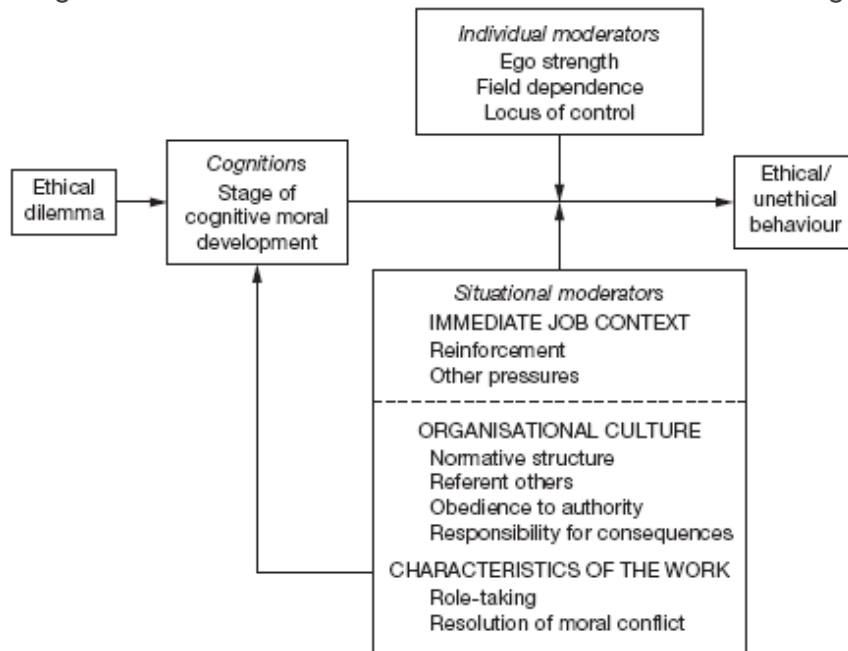 Individual moderators
Ego strength
Field dependence
Locus of control
Cognitions
Stage of
cognitive moral
development
Ethical
dilemma
Ethical/
unethical
behaviour
Situational moderators
IMMEDIATE JOB CONTEXT
Reinforcement
Other pressures
ORGANISATIONAL CULTURE
Normative structure
Referent others
Obedience to authority
Responsibility for consequences
CHARACTERISTICS OF THE WORK
Role-taking
Resolution of moral conflict